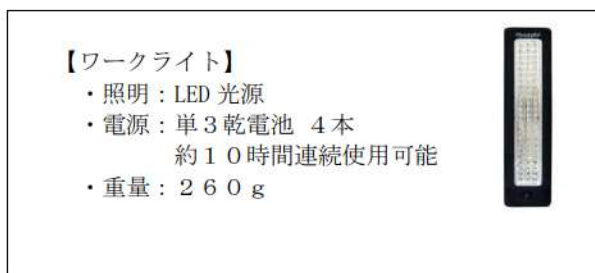 【ワークライト】
・照明：LED 光源
・電源：単３乾電池 ４本
約１０時間連続使用可能
・重量：２６０ｇ